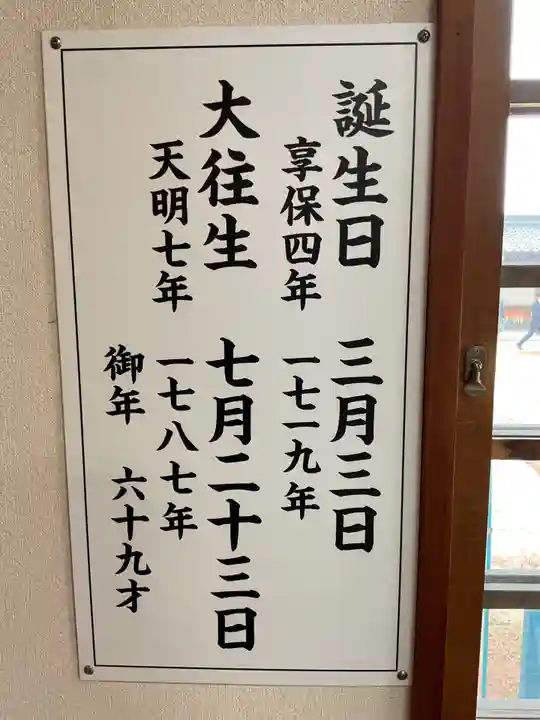 誕生日　三月三日
享保四年　一七一九年
大往生　七月二十三日
天明七年　一七八七年
御年　六十九才